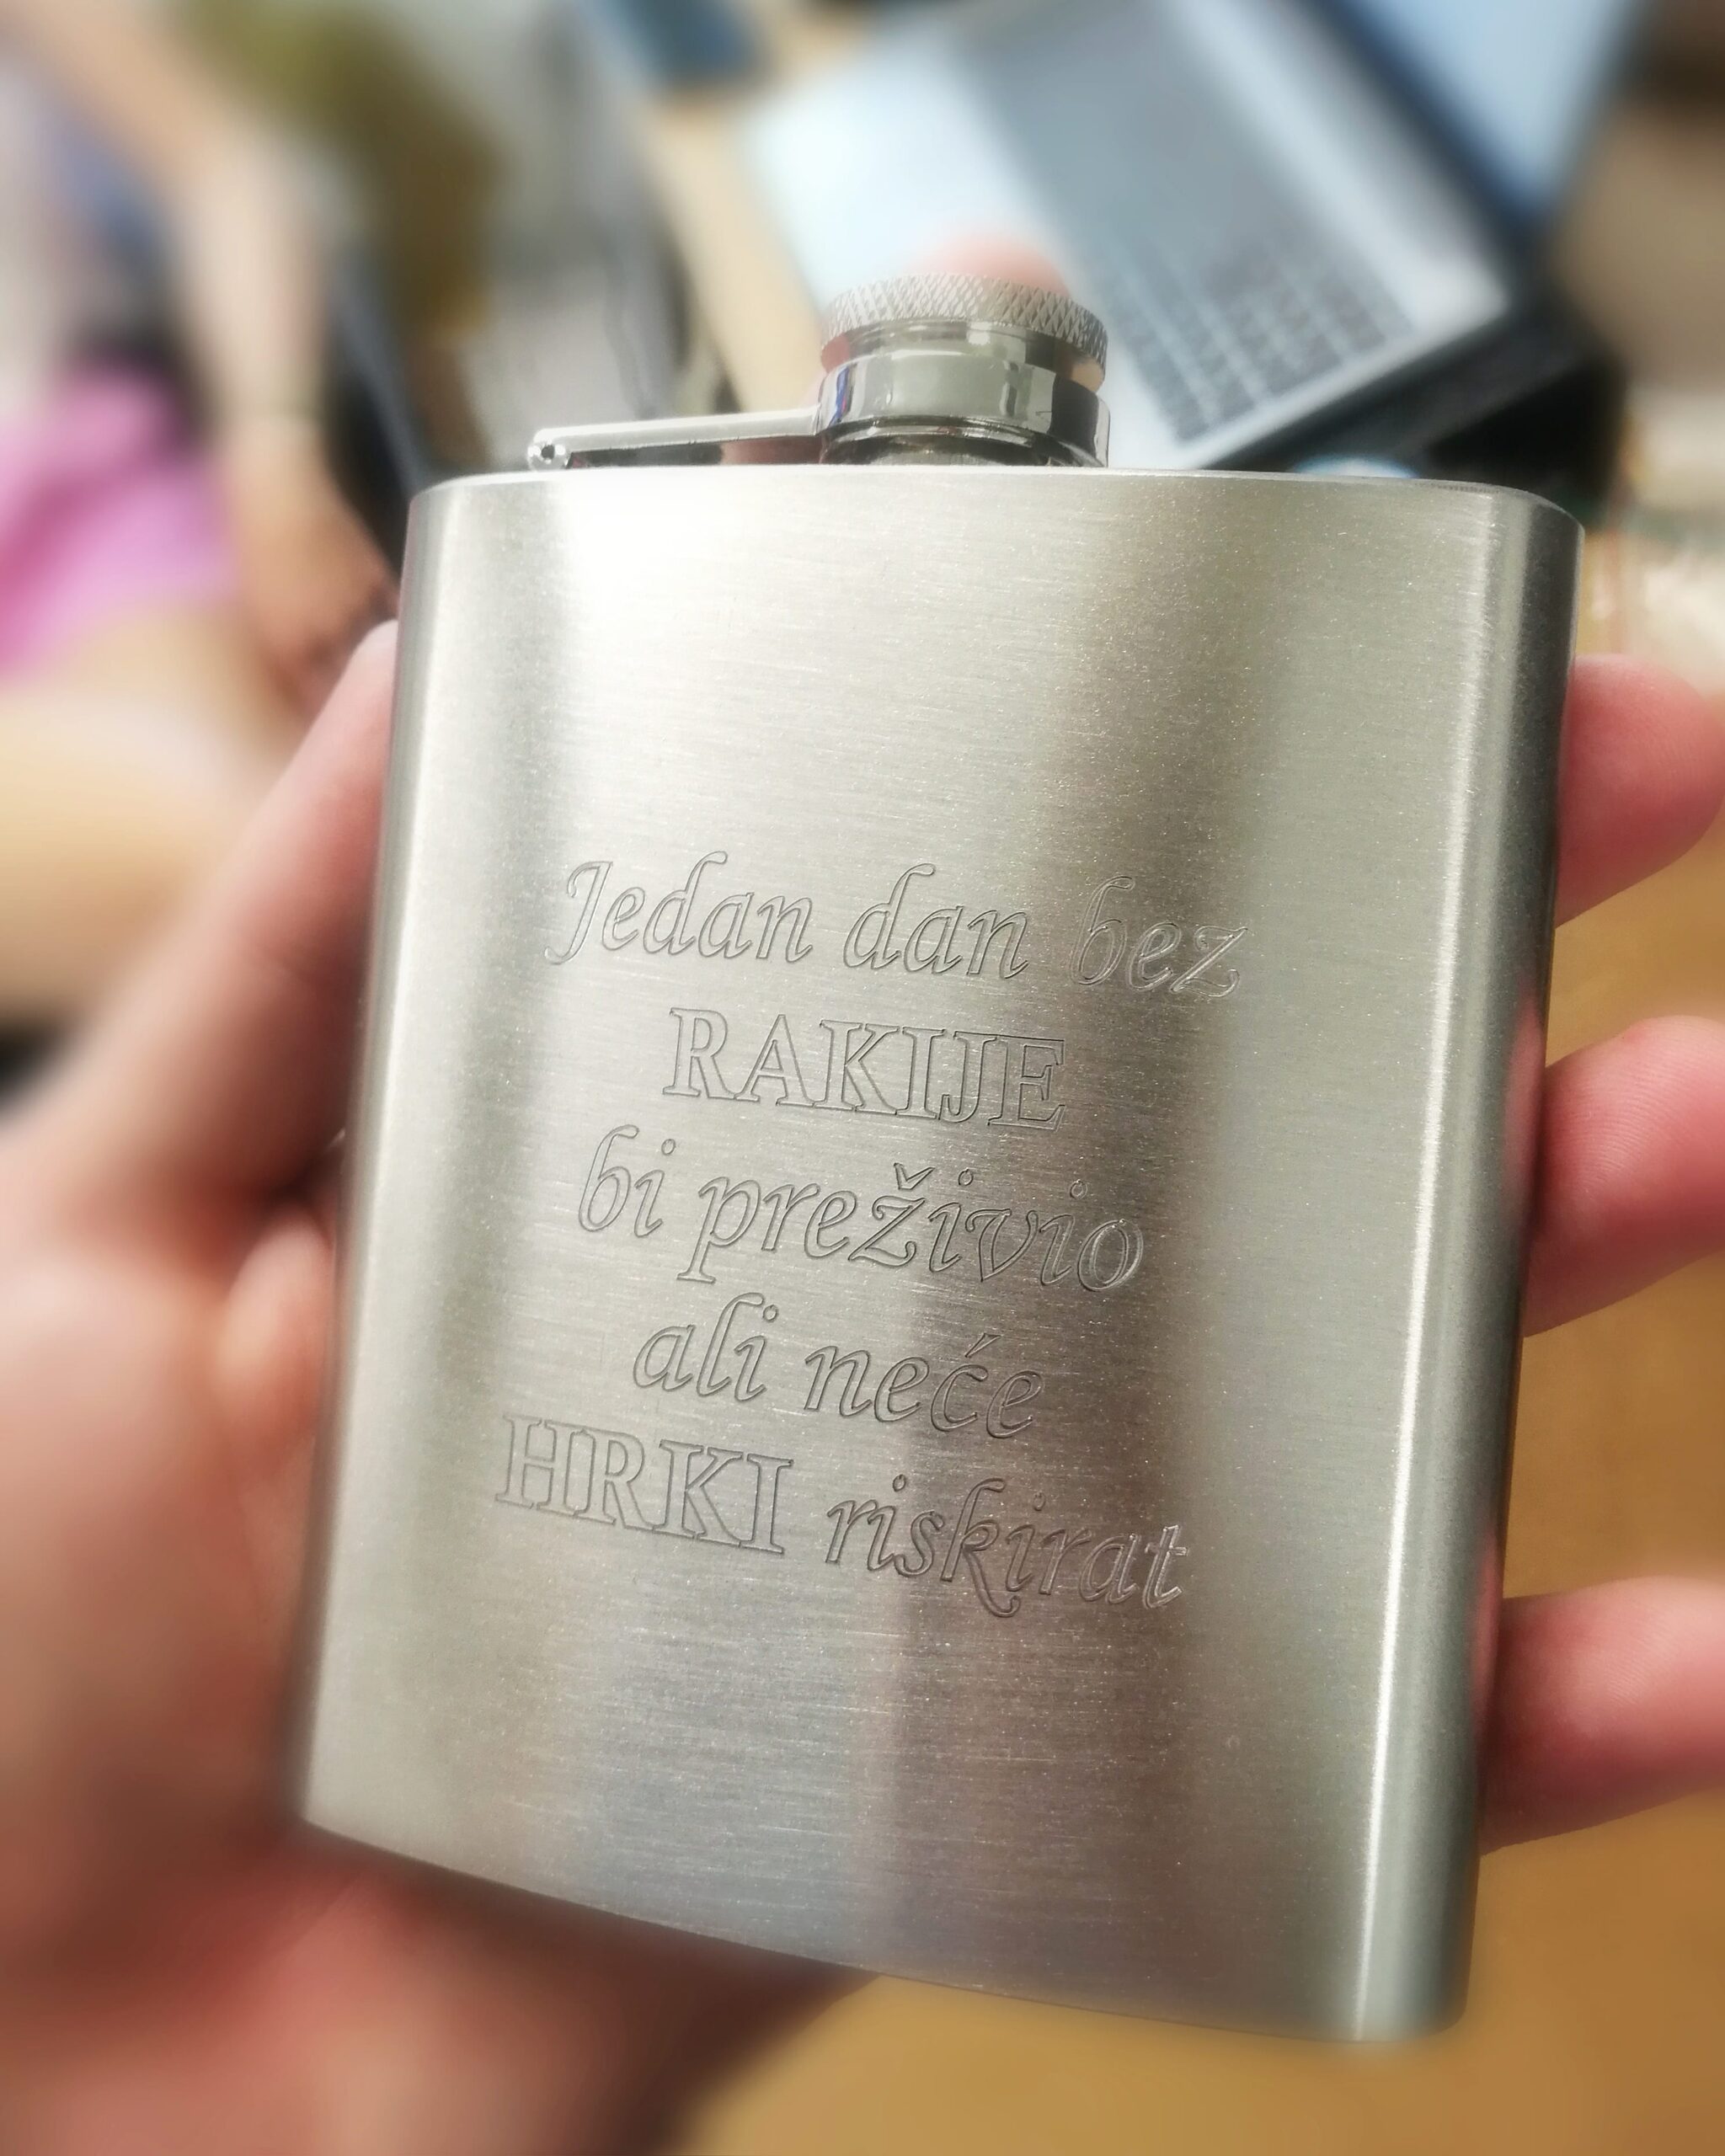 Jedan dan bez
RAKIJE
bi preživio
ali neće
HRKI riskirat